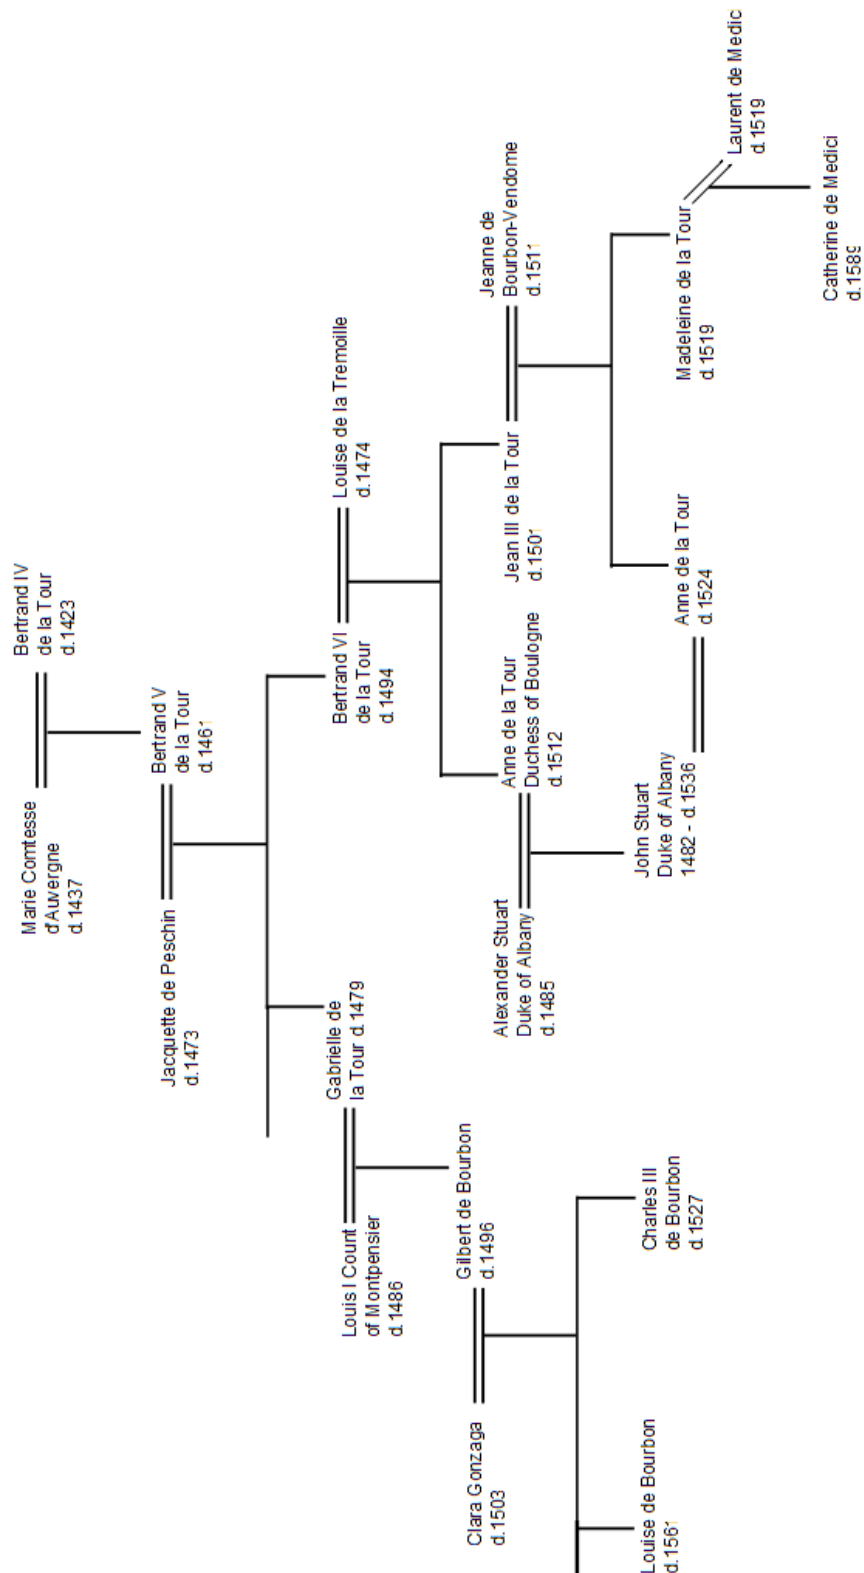 Marie Comtesse
d'Auvergne
d.1437
Bertrand IV
de la Tour
d.1423
Jacquette de Peschin
d.1473
Bertrand V
de la Tour
d.1461
Louis I Count
of Montpensier
d.1486
Gabrielle de
la Tour d.1479
Bertrand VI
de la Tour
d.1494
Louise de la Tremoille
d.1474
Clara Gonzaga
d.1503
Gilbert de Bourbon
d.1496
Alexander Stuart
Duke of Albany
d.1485
Anne de la Tour
Duchess of Boulogne
d.1512
Jean III de la Tour
d.1501
Jeanne de
Bourbon-Vendome
d.1511
Louise de Bourbon
d.1561
Charles III
de Bourbon
d.1527
John Stuart
Duke of Albany
1482 - d.1536
Anne de la Tour
d.1524
Madeleine de la Tour
d.1519
Laurent de Medic
d.1519
Catherine de Medici
d.1589